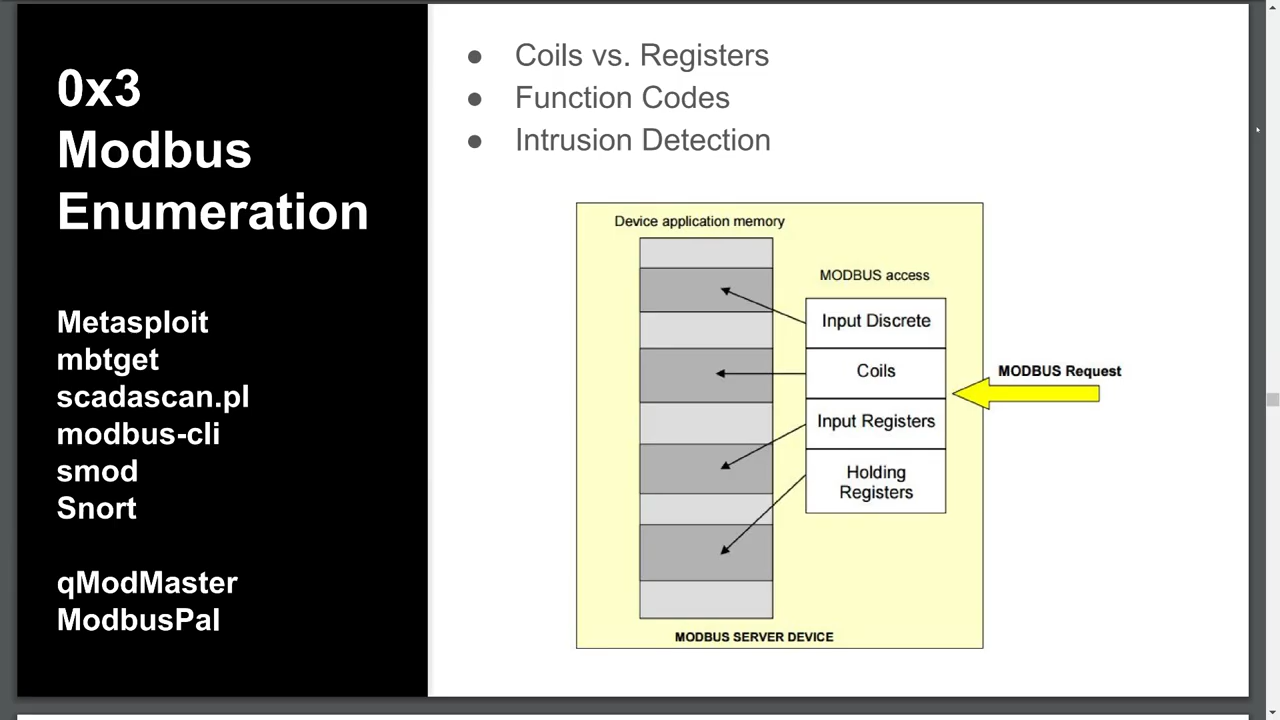 0x3
Modbus
Enumeration
Metasploit
mbtget
scadascan.pl
modbus-cli
smod
Snort
qModMaster
ModbusPal
● Coils vs. Registers
● Function Codes
● Intrusion Detection
Device application memory
MODBUS access
Input Discrete
Coils
Input Registers
Holding
Registers
MODBUS Request
MODBUS SERVER DEVICE